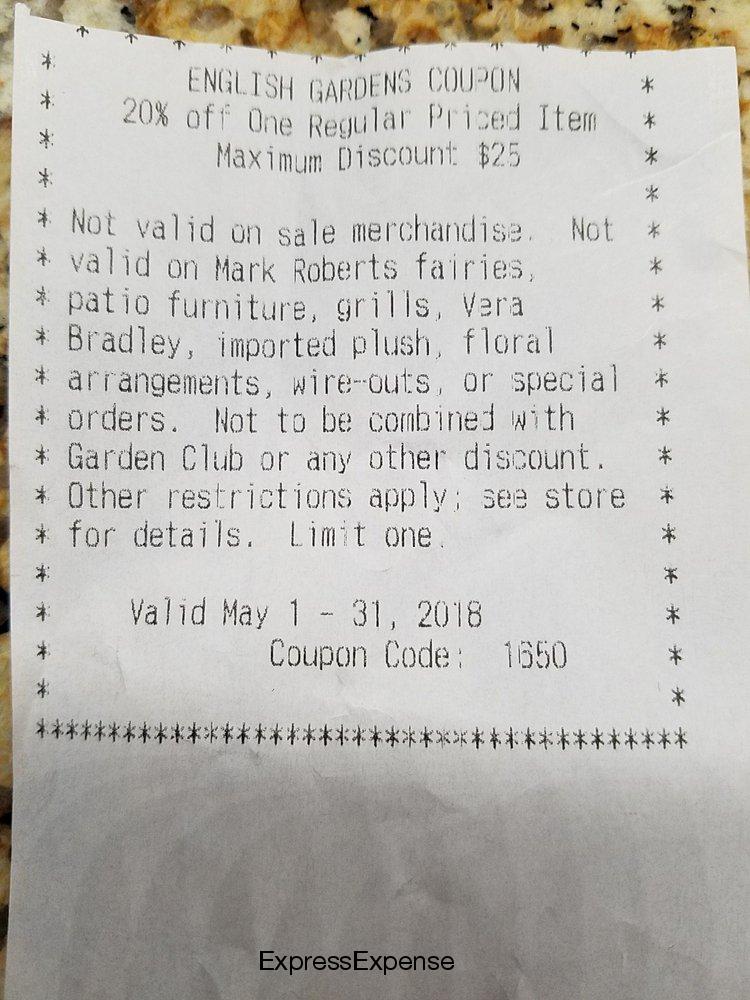 ENGLISH GARDENS COUPON
20% off One Regular Priced Item
Maximum Discount $25
Not valid on sale merchandise. Not
valid on Mark Roberts fairies,
patio furniture, grills, Vera
Bradley, imported plush, floral
arrangements, wire-outs, or special
orders. Not to be combined with
Garden Club or any other discount.
Other restrictions apply; see store
for details. Limit one.
Valid May 1 - 31, 2018
Coupon Code: 1650
ExpressExpense